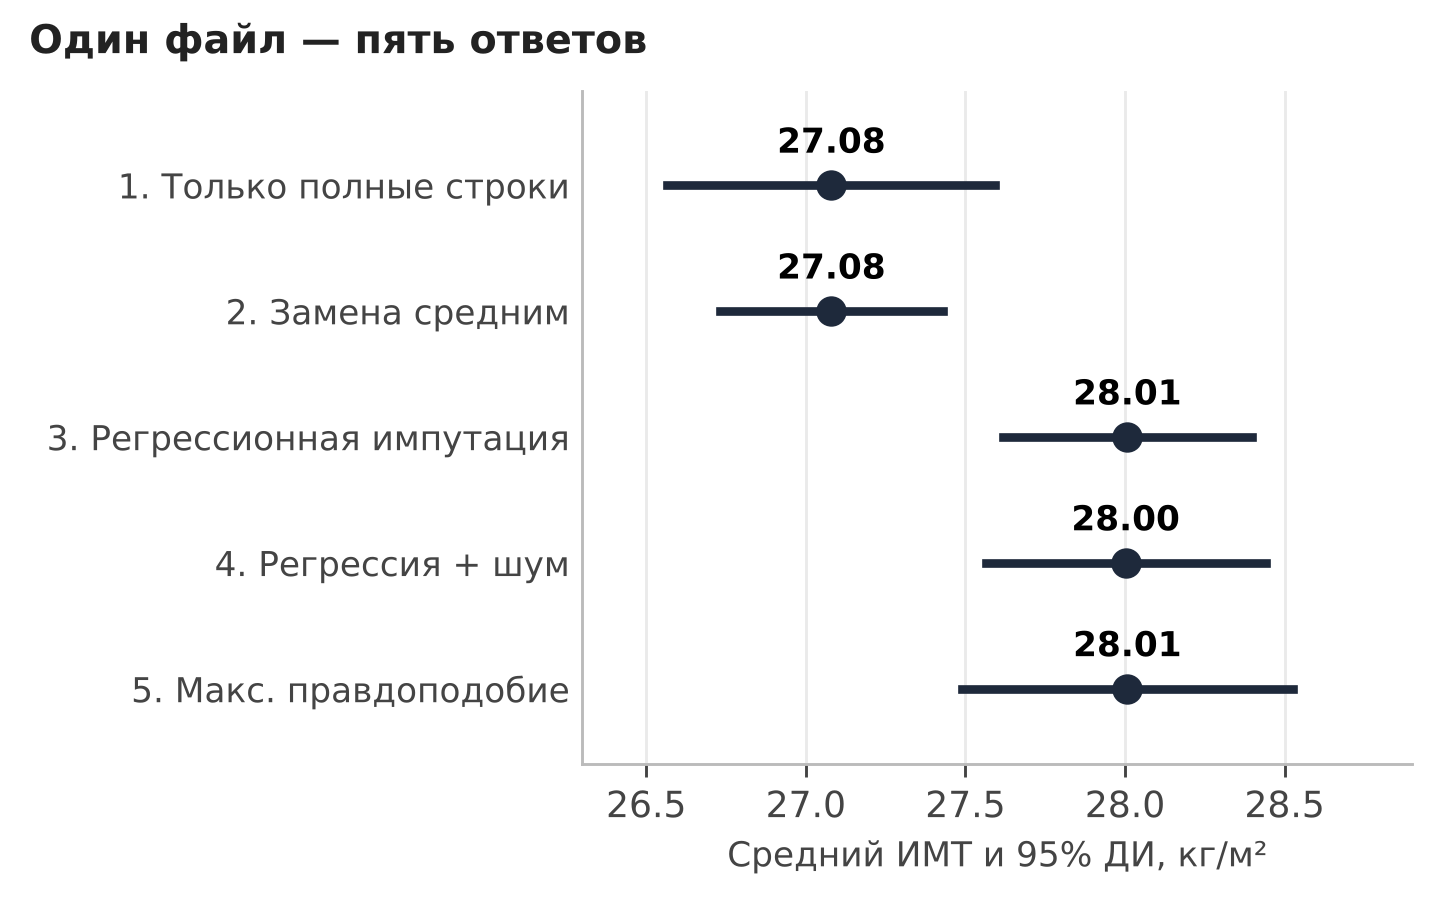 Один файл — пять ответов
27.08
1. Только полные строки
27.08
2. Замена средним
28.01
3. Регрессионная импутация
28.00
4. Регрессия + шум
28.01
5. Макс. правдоподобие
26.5 27.0 27.5 28.0 28.5
Средний ИМТ и 95% ДИ, кг/м²